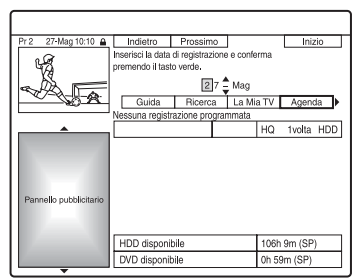 Pr 2 27-Mag 10:10 Indietro Prossimo Inizio
Inserisci la data di registrazione e conferma
premendo il tasto verde.
27 Mag
Guida Ricerca La Mia TV Agenda
Nessuna registrazione programmata
HQ 1volta HDD
Pannello pubblicitario
HDD disponibile 106h 9m (SP)
DVD disponibile 0h 59m (SP)